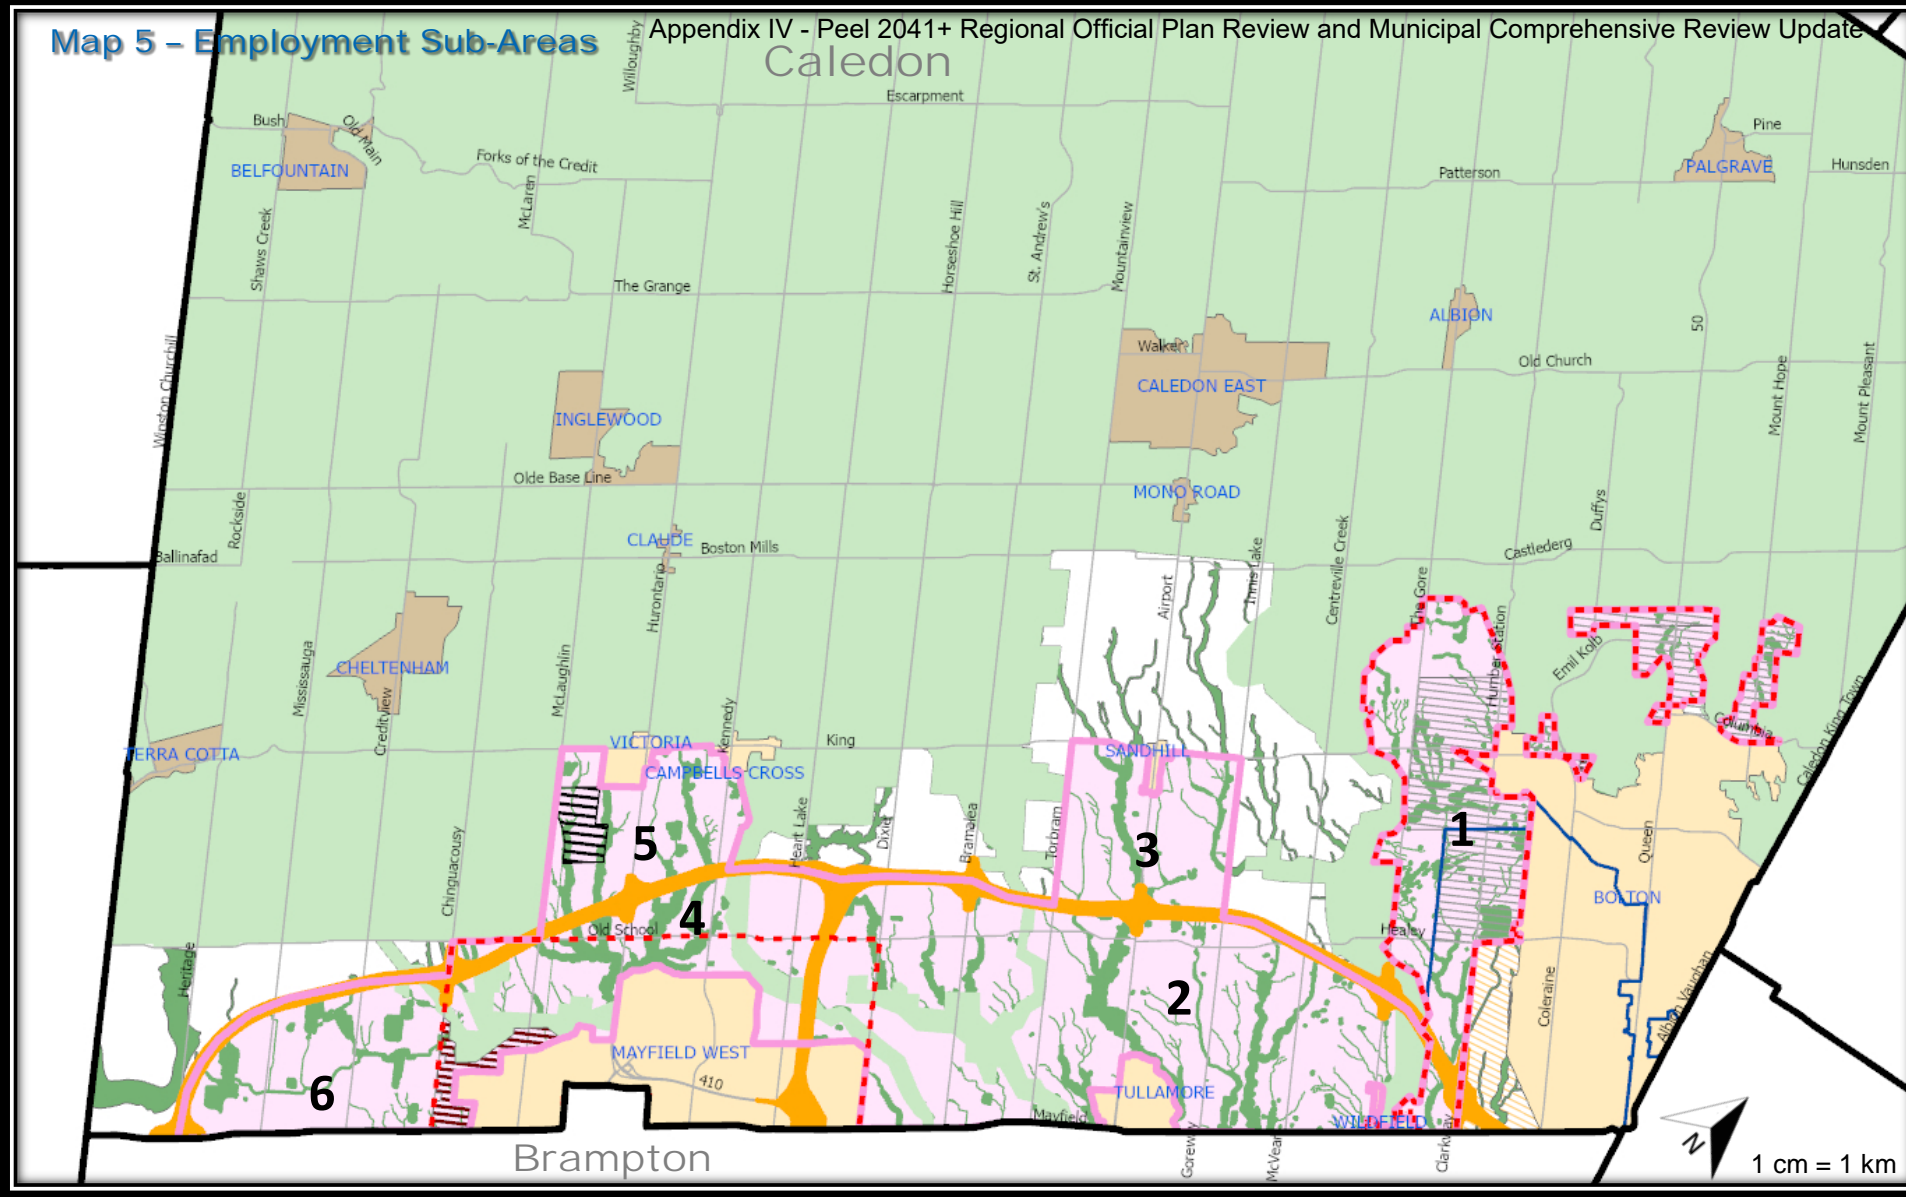 Map 5 – Employment Sub-Areas
Appendix IV - Peel 2041+ Regional Official Plan Review and Municipal Comprehensive Review Update
Caledon
Willoughby
Escarpment
Bush
Old Main
Pine
BELFOUNTAIN
Forks of the Credit
PALGRAVE
Hunsden
Patterson
McLaren
Shaws Creek
Horseshoe Hill
St. Andrew's
Mountainview
The Grange
ALBION
50
Walker
Old Church
Winston Churchill
CALEDON EAST
Mount Hope
Mount Pleasant
INGLEWOOD
Olde Base Line
MONO ROAD
Rockside
Duffys
CLAUDE
Boston Mills
Castlederg
Ballinafad
Hurontario
Airport
Innis Lake
Centreville Creek
The Gore
Humber Station
Emil Kolb
CHELTENHAM
Mississauga
Creditview
McLaughlin
Kennedy
Columbia
Caledon King Town
TERRA COTTA
VICTORIA
King
SANDHILL
CAMPBELLS CROSS
Chinguacousy
5
Heart Lake
Dixie
Bramalea
Torbram
3
1
Queen
BOLTON
4
Old School
Healey
Heritage
2
Coleraine
Albion Vaughan
MAYFIELD WEST
410
6
TULLAMORE
Mayfield
WILDFIELD
Brampton
Goreway
McVean
Clarkway
N
1 cm = 1 km